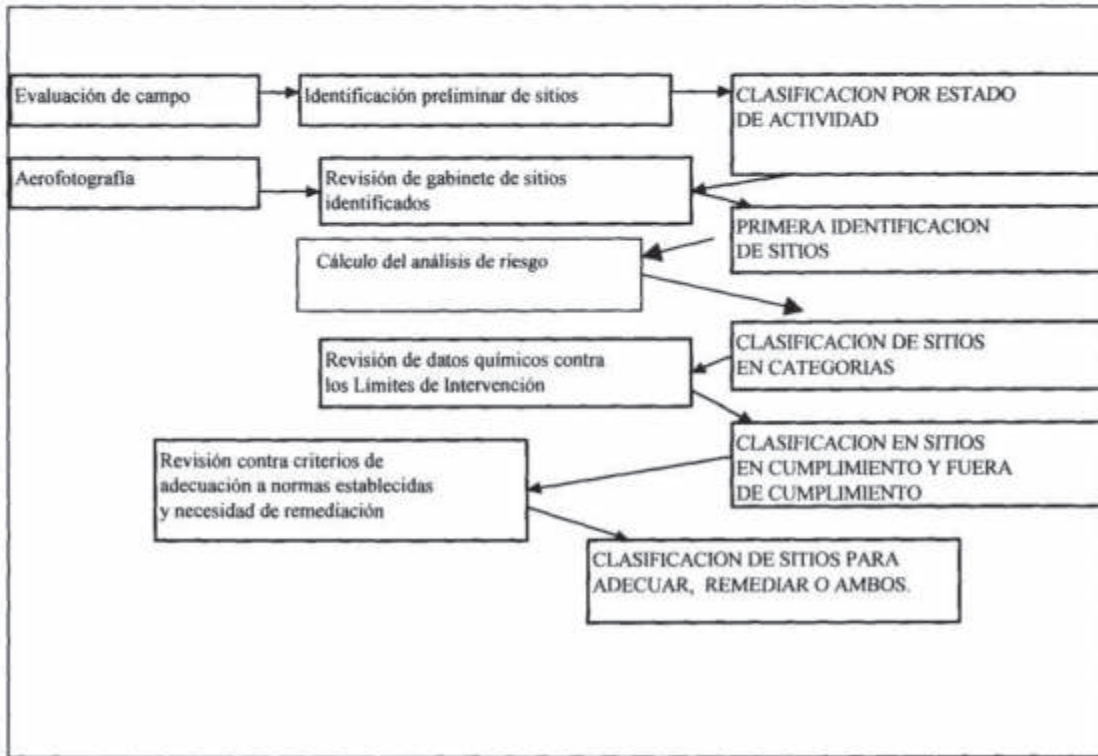 Evaluación de campo
Identificación preliminar de sitios
CLASIFICACION POR ESTADO
DE ACTIVIDAD
Aerofotografía
Revisión de gabinete de sitios
identificados
PRIMERA IDENTIFICACION
DE SITIOS
Cálculo del análisis de riesgo
CLASIFICACION DE SITIOS
EN CATEGORIAS
Revisión de datos químicos contra
los Límites de Intervención
CLASIFICACION EN SITIOS
EN CUMPLIMIENTO Y FUERA
DE CUMPLIMIENTO
Revisión contra criterios de
adecuación a normas establecidas
y necesidad de remediación
CLASIFICACION DE SITIOS PARA
ADECUAR, REMEDIAR O AMBOS.